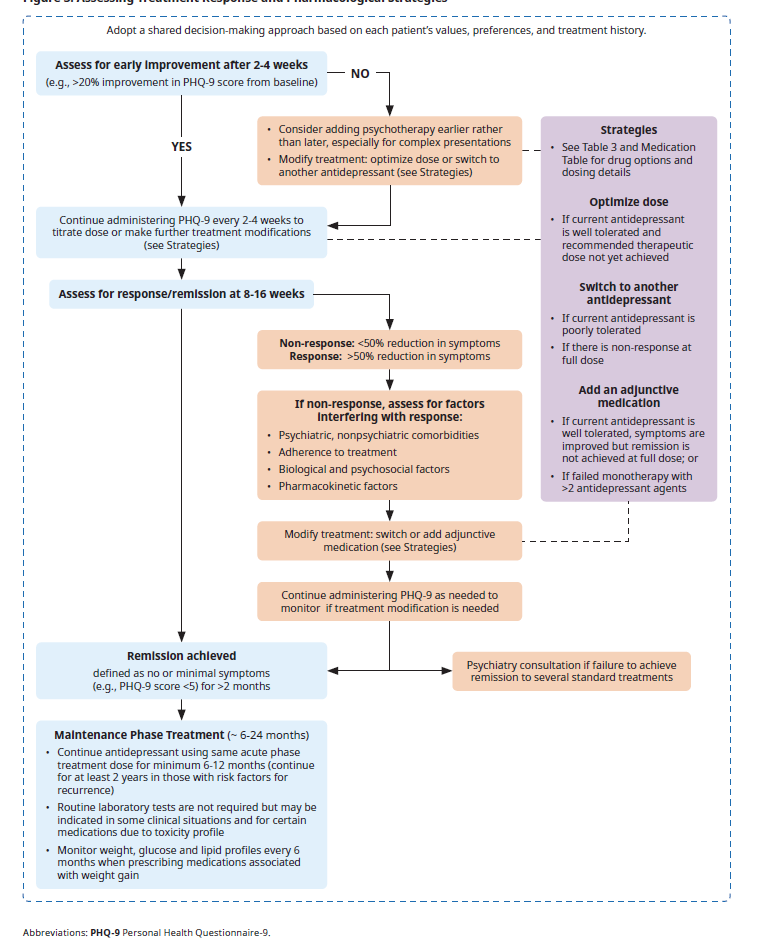 Figure 3. Assessing Treatment Response and Pharmacological Strategies
Adopt a shared decision-making approach based on each patient's values, preferences, and treatment history.
Assess for early improvement after 2-4 weeks
(e.g., >20% improvement in PHQ-9 score from baseline)
NO
YES
• Consider adding psychotherapy earlier rather
than later, especially for complex presentations
• Modify treatment: optimize dose or switch to
another antidepressant (see Strategies)
Continue administering PHQ-9 every 2-4 weeks to
titrate dose or make further treatment modifications
(see Strategies)
Assess for response/remission at 8-16 weeks
Non-response: <50% reduction in symptoms
Response: >50% reduction in symptoms
If non-response, assess for factors
interfering with response:
• Psychiatric, nonpsychiatric comorbidities
• Adherence to treatment
• Biological and psychosocial factors
• Pharmacokinetic factors
Modify treatment: switch or add adjunctive
medication (see Strategies)
Continue administering PHQ-9 as needed to
monitor if treatment modification is needed
Strategies
• See Table 3 and Medication
Table for drug options and
dosing details
Optimize dose
• If current antidepressant
is well tolerated and
recommended therapeutic
dose not yet achieved
Switch to another
antidepressant
• If current antidepressant is
poorly tolerated
• If there is non-response at
full dose
Add an adjunctive
medication
• If current antidepressant is
well tolerated, symptoms are
improved but remission is
not achieved at full dose; or
• If failed monotherapy with
>2 antidepressant agents
Remission achieved
defined as no or minimal symptoms
(e.g., PHQ-9 score <5) for >2 months
Psychiatry consultation if failure to achieve
remission to several standard treatments
Maintenance Phase Treatment (~ 6-24 months)
• Continue antidepressant using same acute phase
treatment dose for minimum 6-12 months (continue
for at least 2 years in those with risk factors for
recurrence)
• Routine laboratory tests are not required but may be
indicated in some clinical situations and for certain
medications due to toxicity profile
• Monitor weight, glucose and lipid profiles every 6
months when prescribing medications associated
with weight gain
Abbreviations: PHQ-9 Personal Health Questionnaire-9.